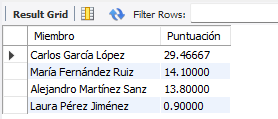 Result Grid Filter Rows:
Miembro Puntuación
Carlos García López 29.46667
María Fernández Ruiz 14.10000
Alejandro Martínez Sanz 13.80000
Laura Pérez Jiménez 0.90000